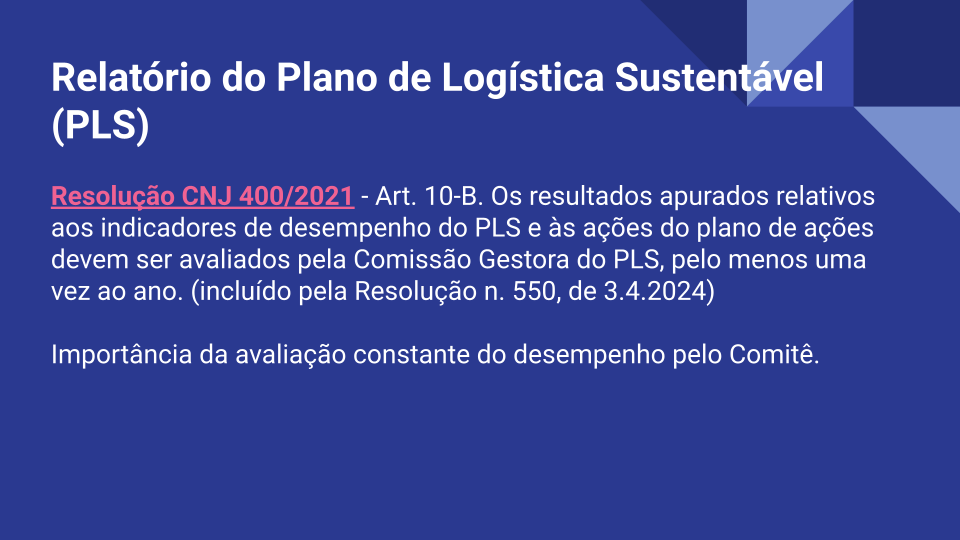 Relatório do Plano de Logística Sustentável
(PLS)
Resolução CNJ 400/2021 - Art. 10-B. Os resultados apurados relativos
aos indicadores de desempenho do PLS e às ações do plano de ações
devem ser avaliados pela Comissão Gestora do PLS, pelo menos uma
vez ao ano. (incluído pela Resolução n. 550, de 3.4.2024)
Importância da avaliação constante do desempenho pelo Comitê.